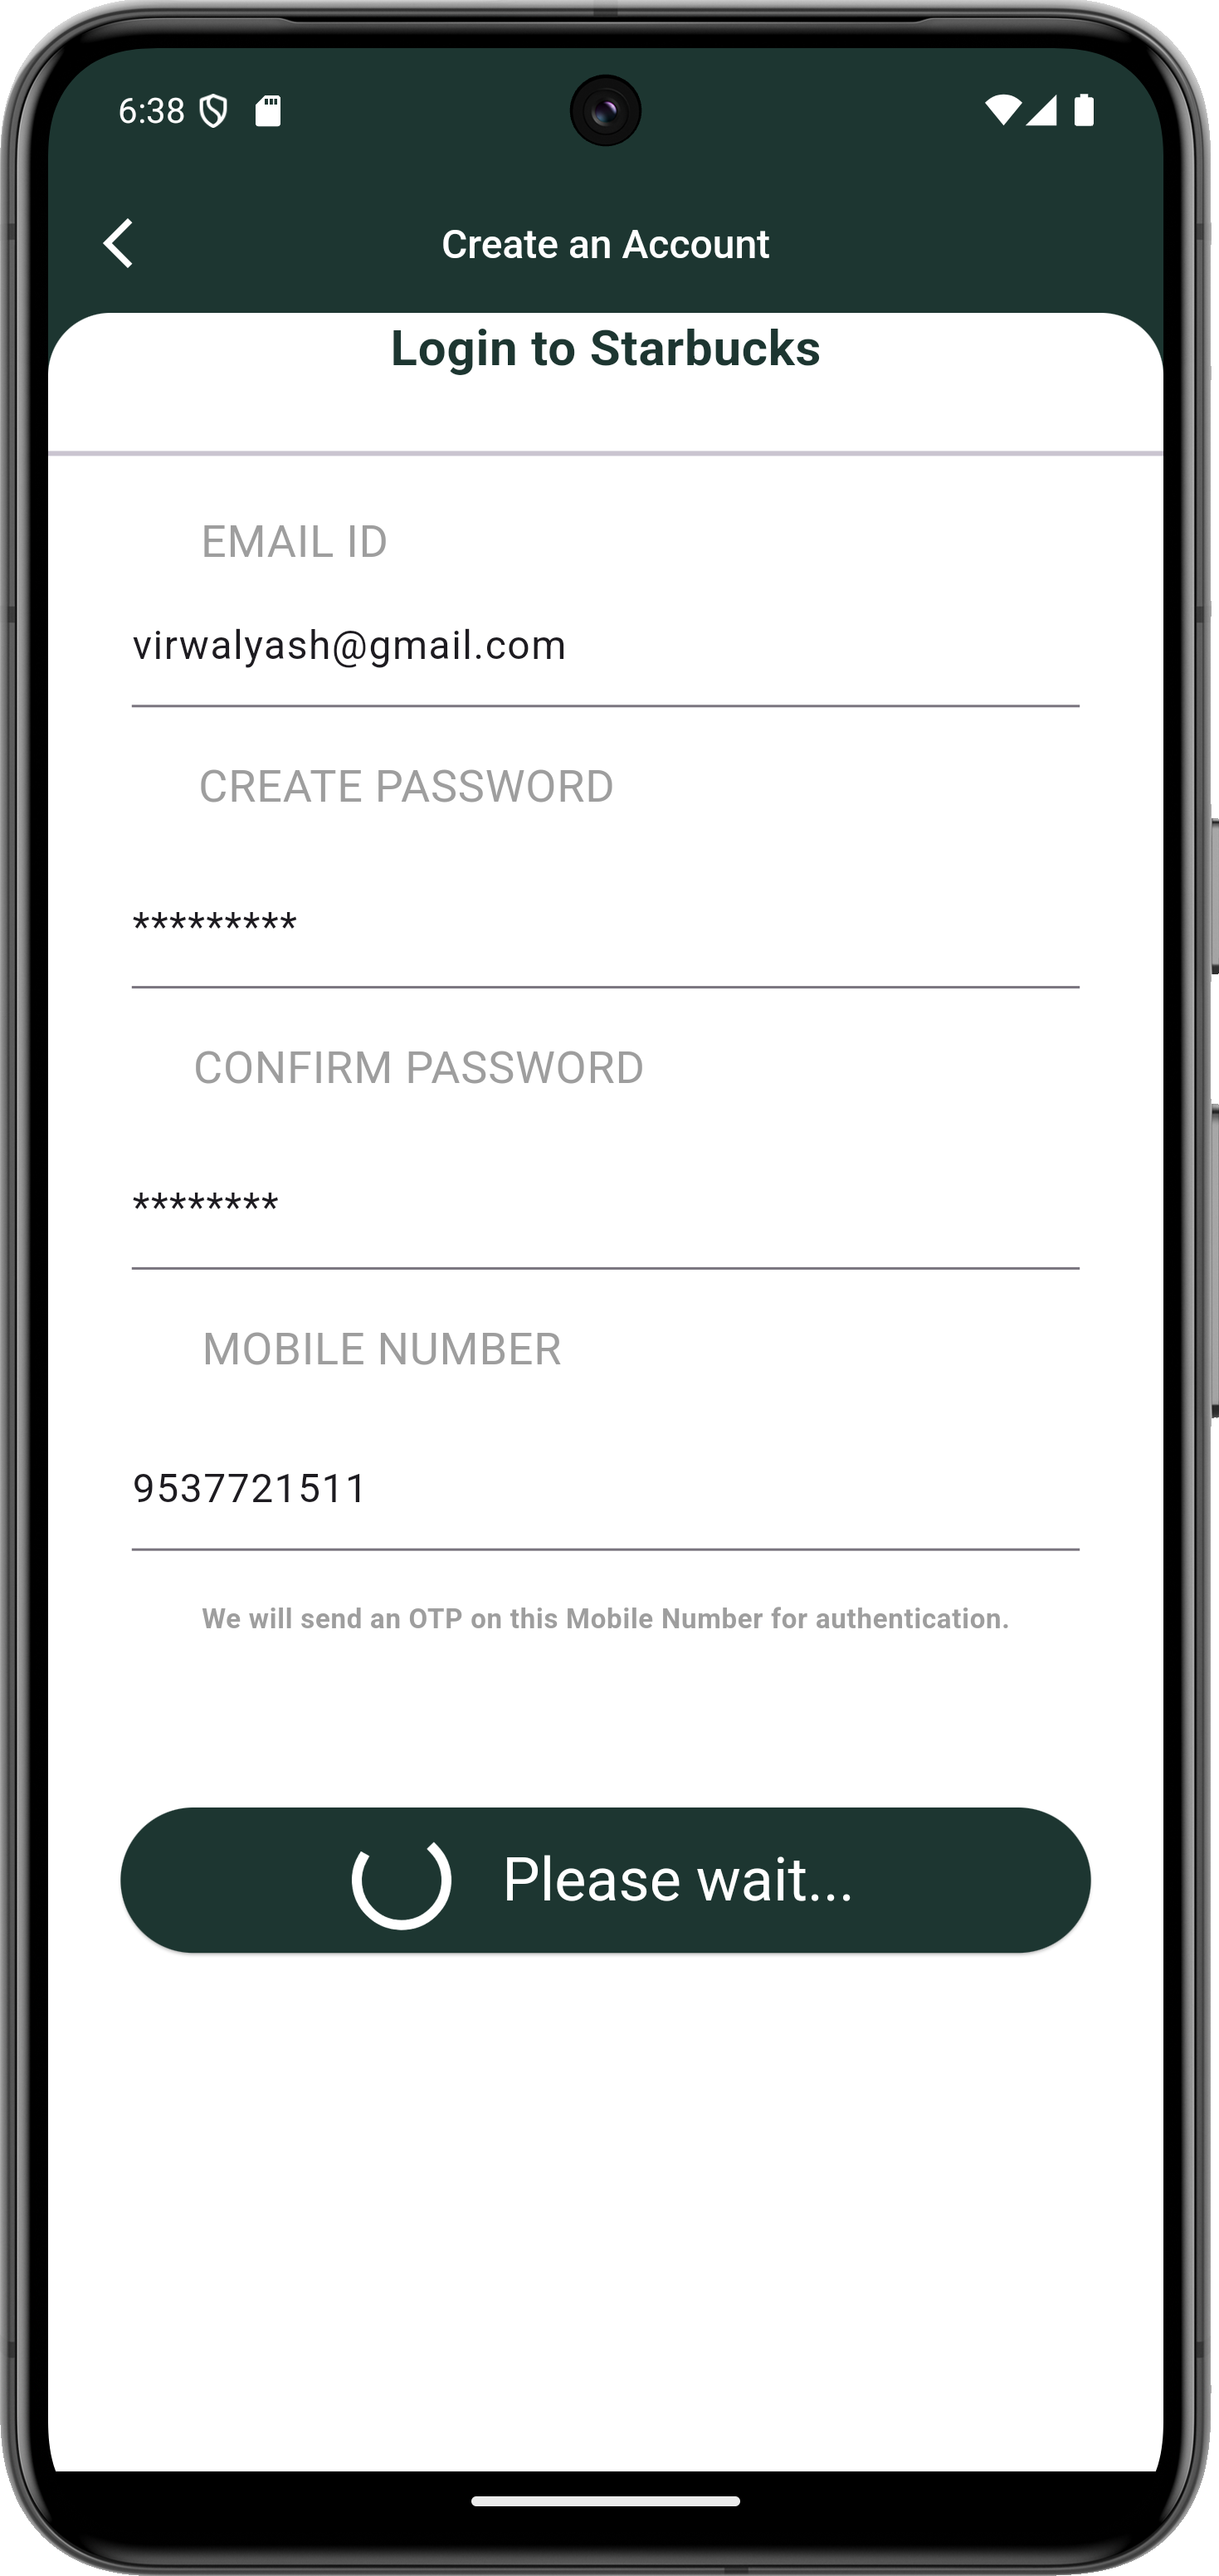 6:38
Create an Account
Login to Starbucks
EMAIL ID
virwalyash@gmail.com
CREATE PASSWORD
*********
CONFIRM PASSWORD
********
MOBILE NUMBER
9537721511
We will send an OTP on this Mobile Number for authentication.
Please wait...